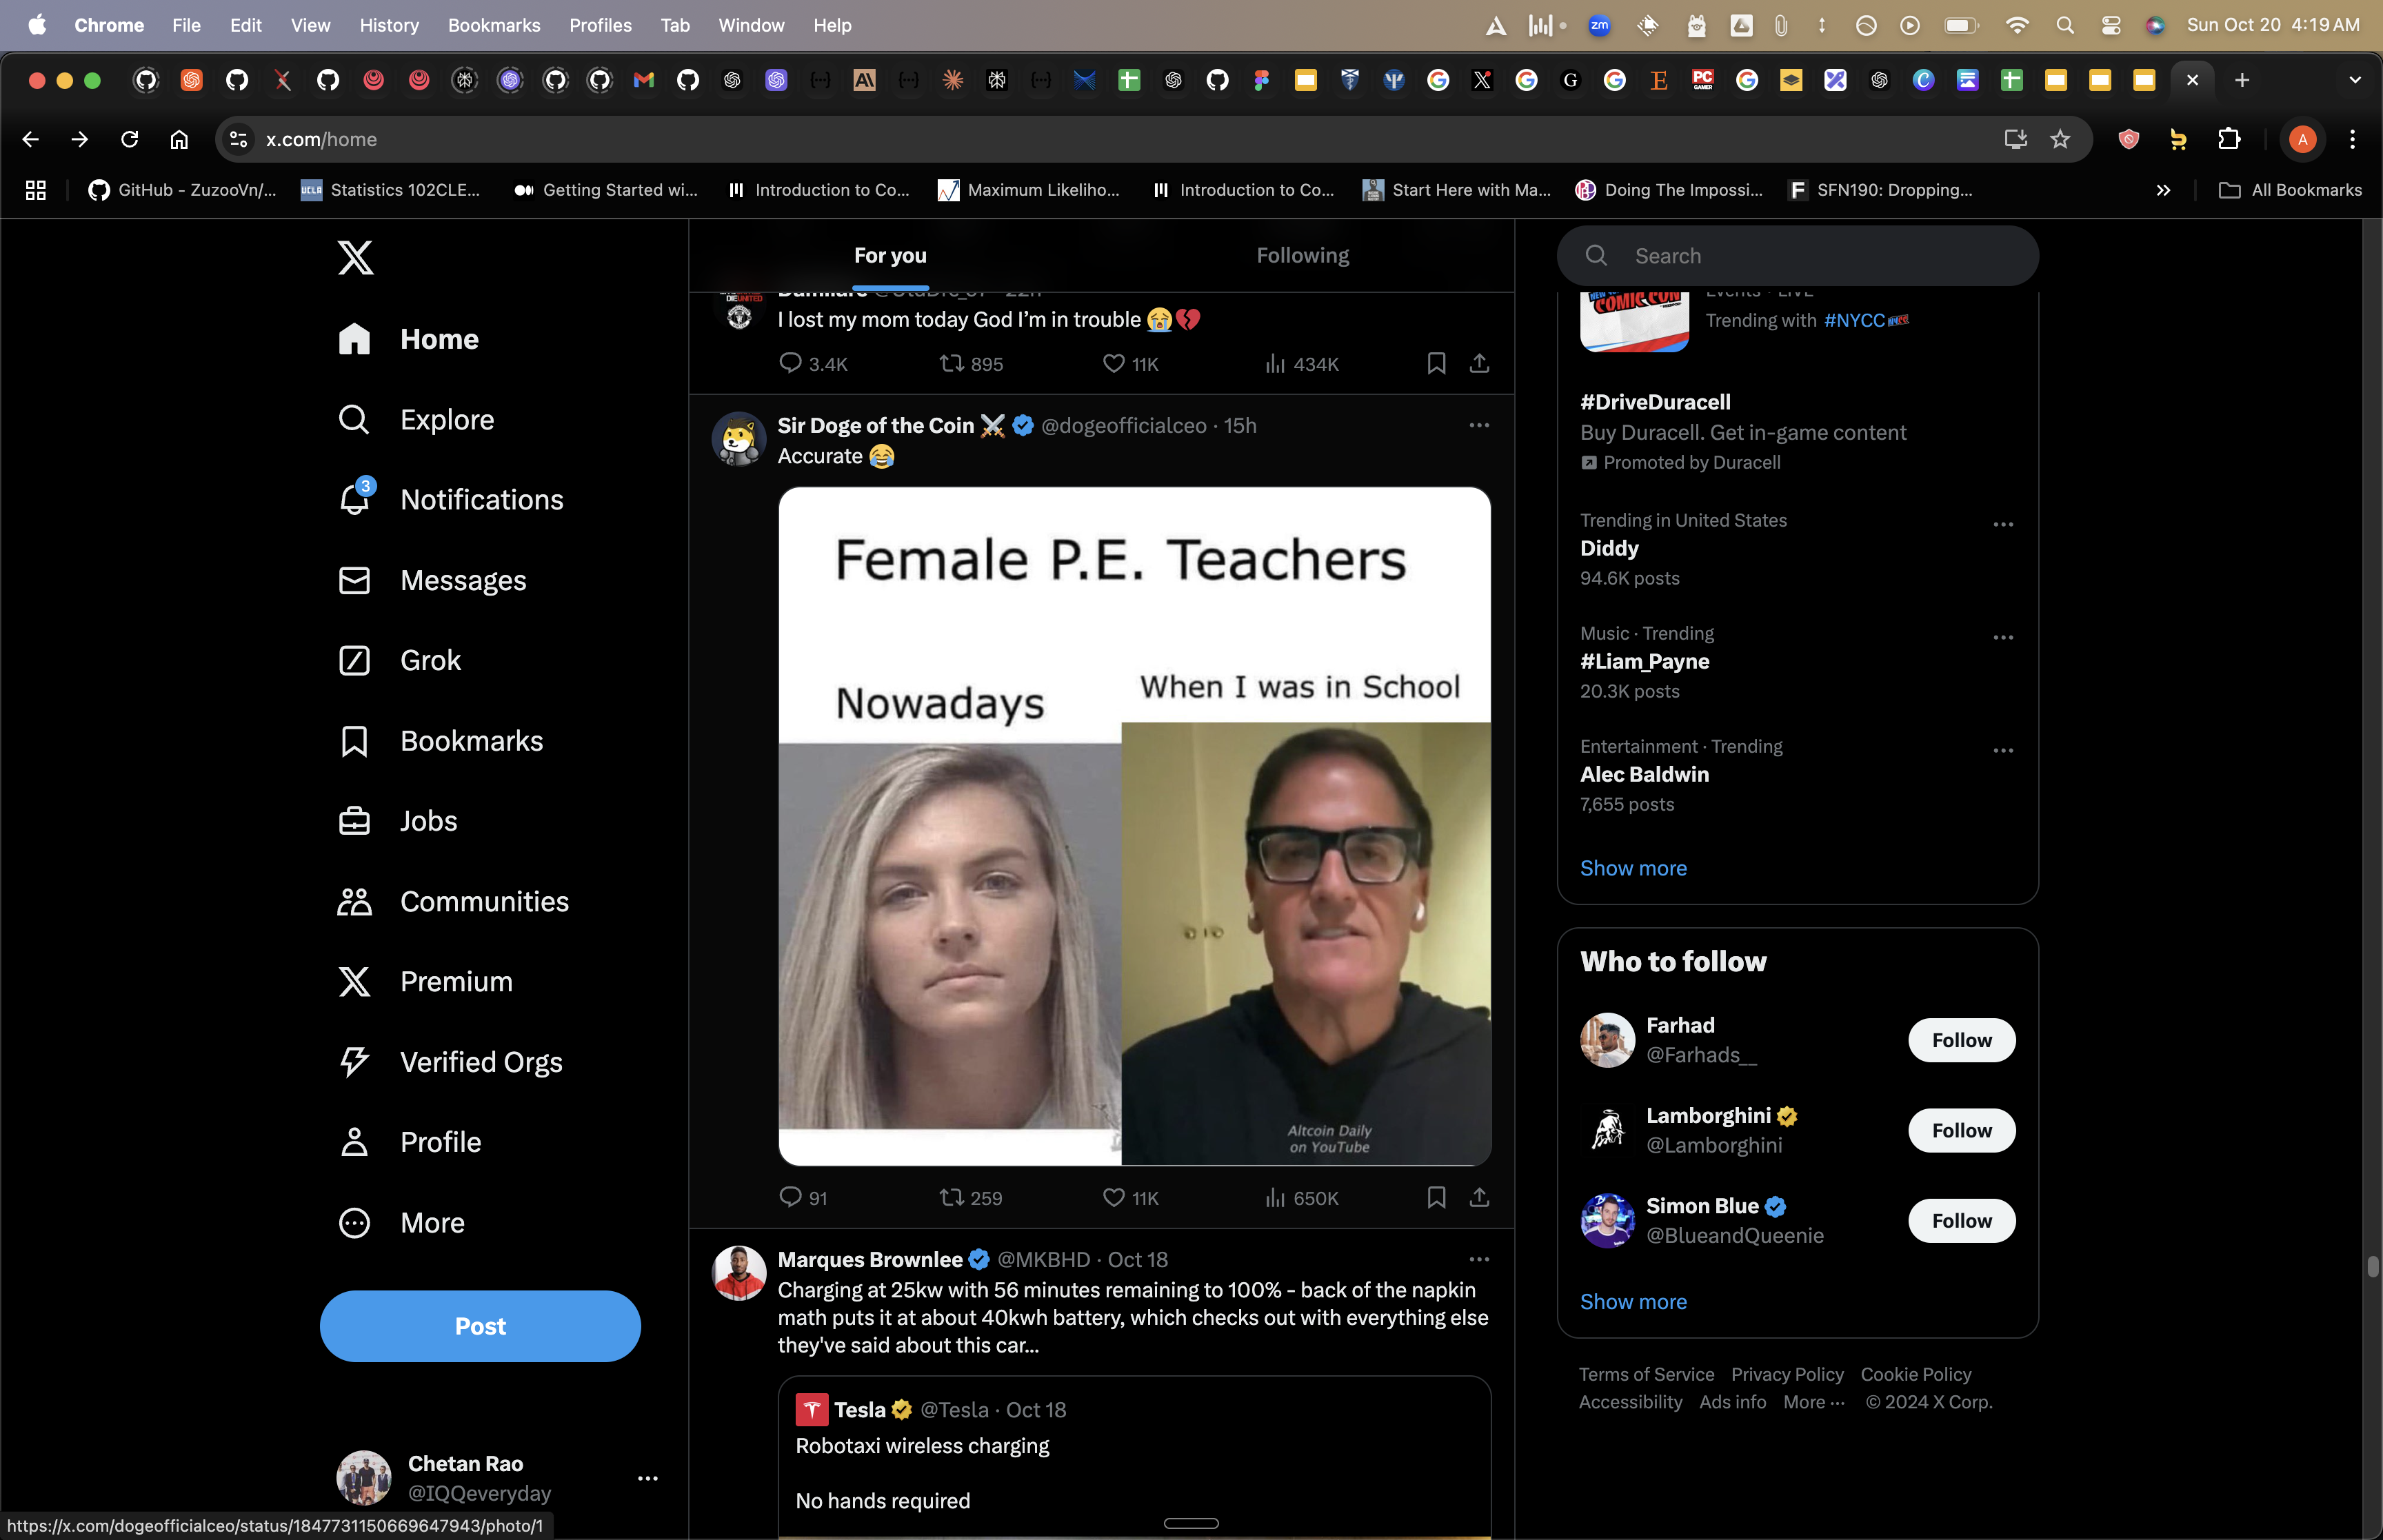 Chrome File Edit View History Bookmarks Profiles Tab Window Help
zm
Sun Oct 20 4:19 AM
x.com/home
A
GitHub - ZuzooVn/...
UCLA Statistics 102CLE...
Getting Started wi...
Introduction to Co...
Maximum Likeliho...
Introduction to Co...
Start Here with Ma...
Doing The Impossi...
SFN190: Dropping...
All Bookmarks
Home
Explore
3
Notifications
Messages
Grok
Bookmarks
Jobs
Communities
Premium
Verified Orgs
Profile
More
Post
Chetan Rao
@IQQeveryday
https://x.com/dogeofficialceo/status/1847731150669647943/photo/1
For you
Following
I lost my mom today God I’m in trouble 😭💔
3.4K 895 11K 434K
Sir Doge of the Coin ⚔️ @dogeofficialceo · 15h
Accurate 😂
Female P.E. Teachers
Nowadays
When I was in School
Altcoin Daily
on YouTube
91 259 11K 650K
Marques Brownlee @MKBHD · Oct 18
Charging at 25kw with 56 minutes remaining to 100% - back of the napkin
math puts it at about 40kwh battery, which checks out with everything else
they've said about this car...
Tesla @Tesla · Oct 18
Robotaxi wireless charging
No hands required
Search
COMIC CON
Events · LIVE
Trending with #NYCC
#DriveDuracell
Buy Duracell. Get in-game content
Promoted by Duracell
Trending in United States
Diddy
94.6K posts
Music · Trending
#Liam_Payne
20.3K posts
Entertainment · Trending
Alec Baldwin
7,655 posts
Show more
Who to follow
Farhad
@Farhads__
Follow
Lamborghini
@Lamborghini
Follow
Simon Blue
@BlueandQueenie
Follow
Show more
Terms of Service Privacy Policy Cookie Policy
Accessibility Ads info More ··· © 2024 X Corp.